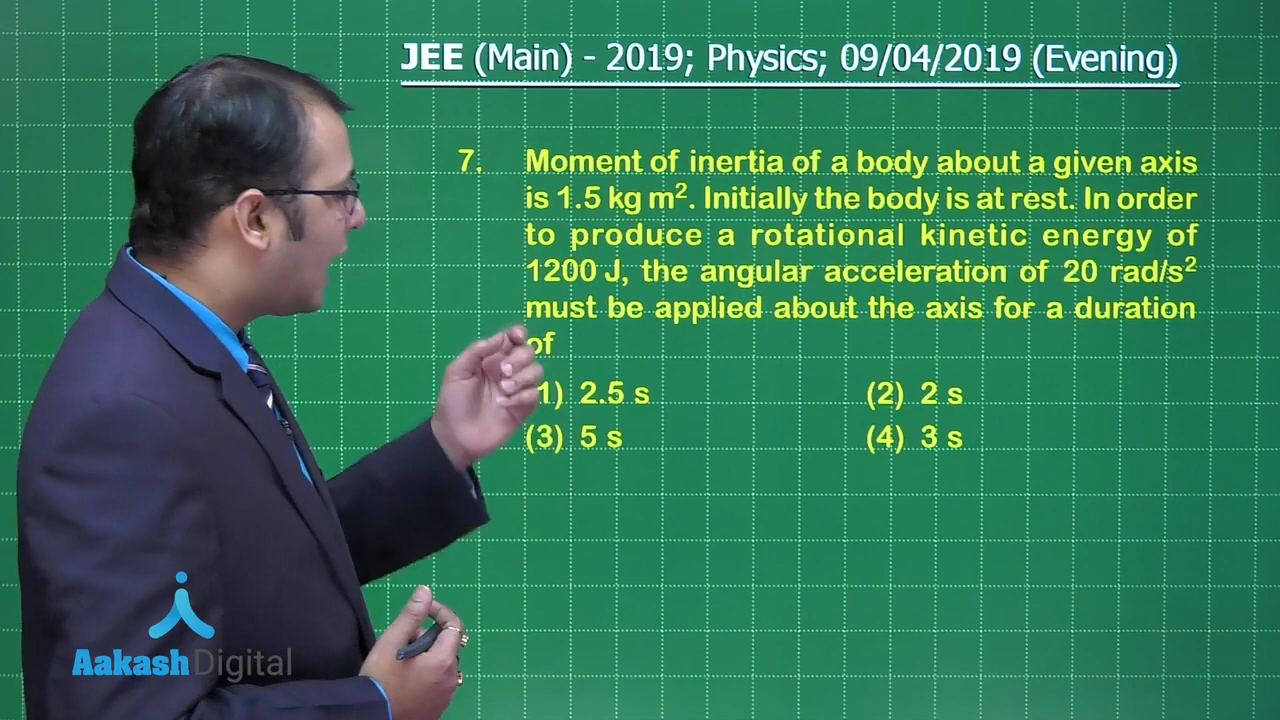 JEE (Main) - 2019; Physics; 09/04/2019 (Evening)
7. Moment of inertia of a body about a given axis
is 1.5 kg m². Initially the body is at rest. In order
to produce a rotational kinetic energy of
1200 J, the angular acceleration of 20 rad/s²
must be applied about the axis for a duration
of
1) 2.5 s (2) 2 s
(3) 5 s (4) 3 s
AakashDigital